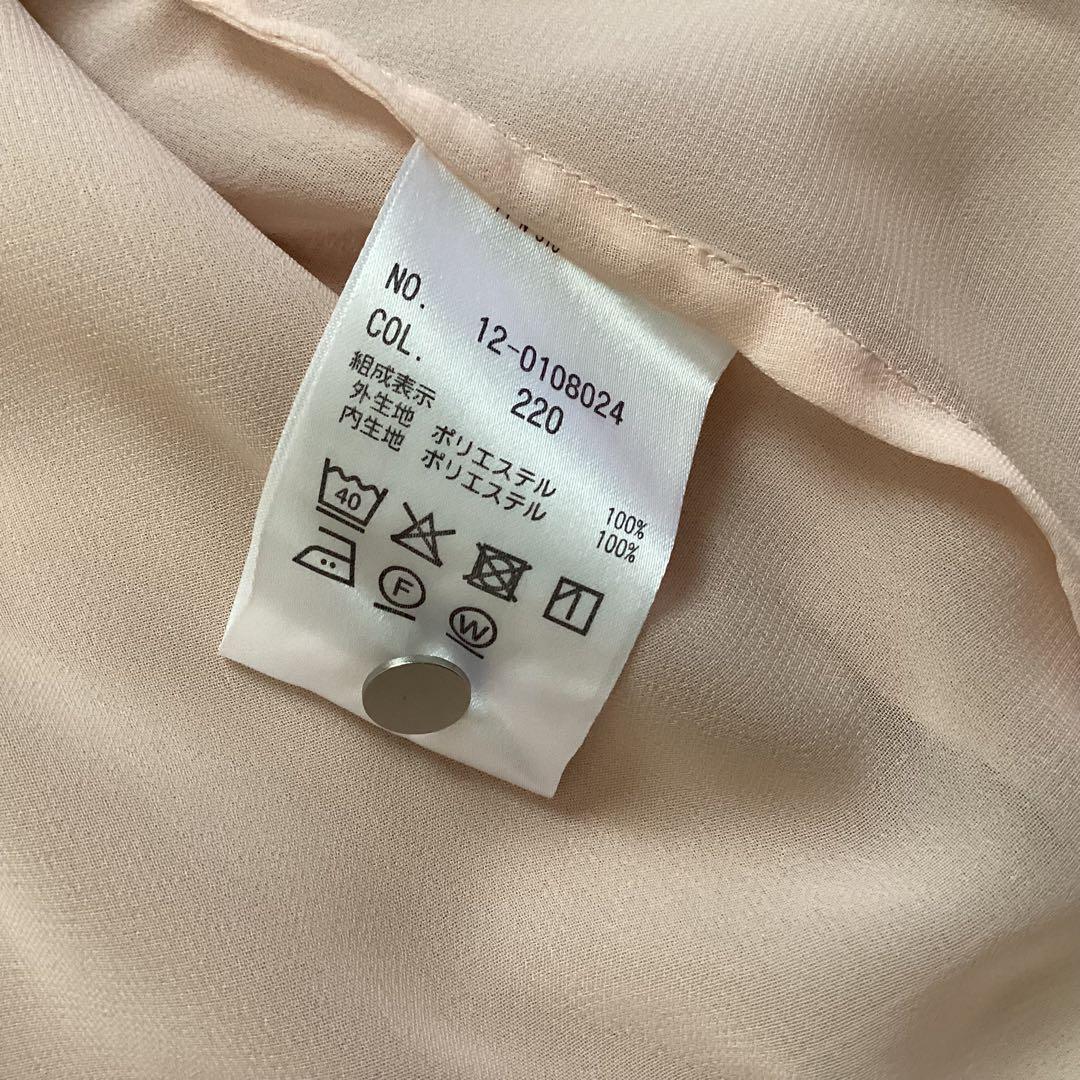 NO. 12-0108024
COL. 220
組成表示
外生地 ポリエステル 100%
内生地 ポリエステル 100%
40
F
W